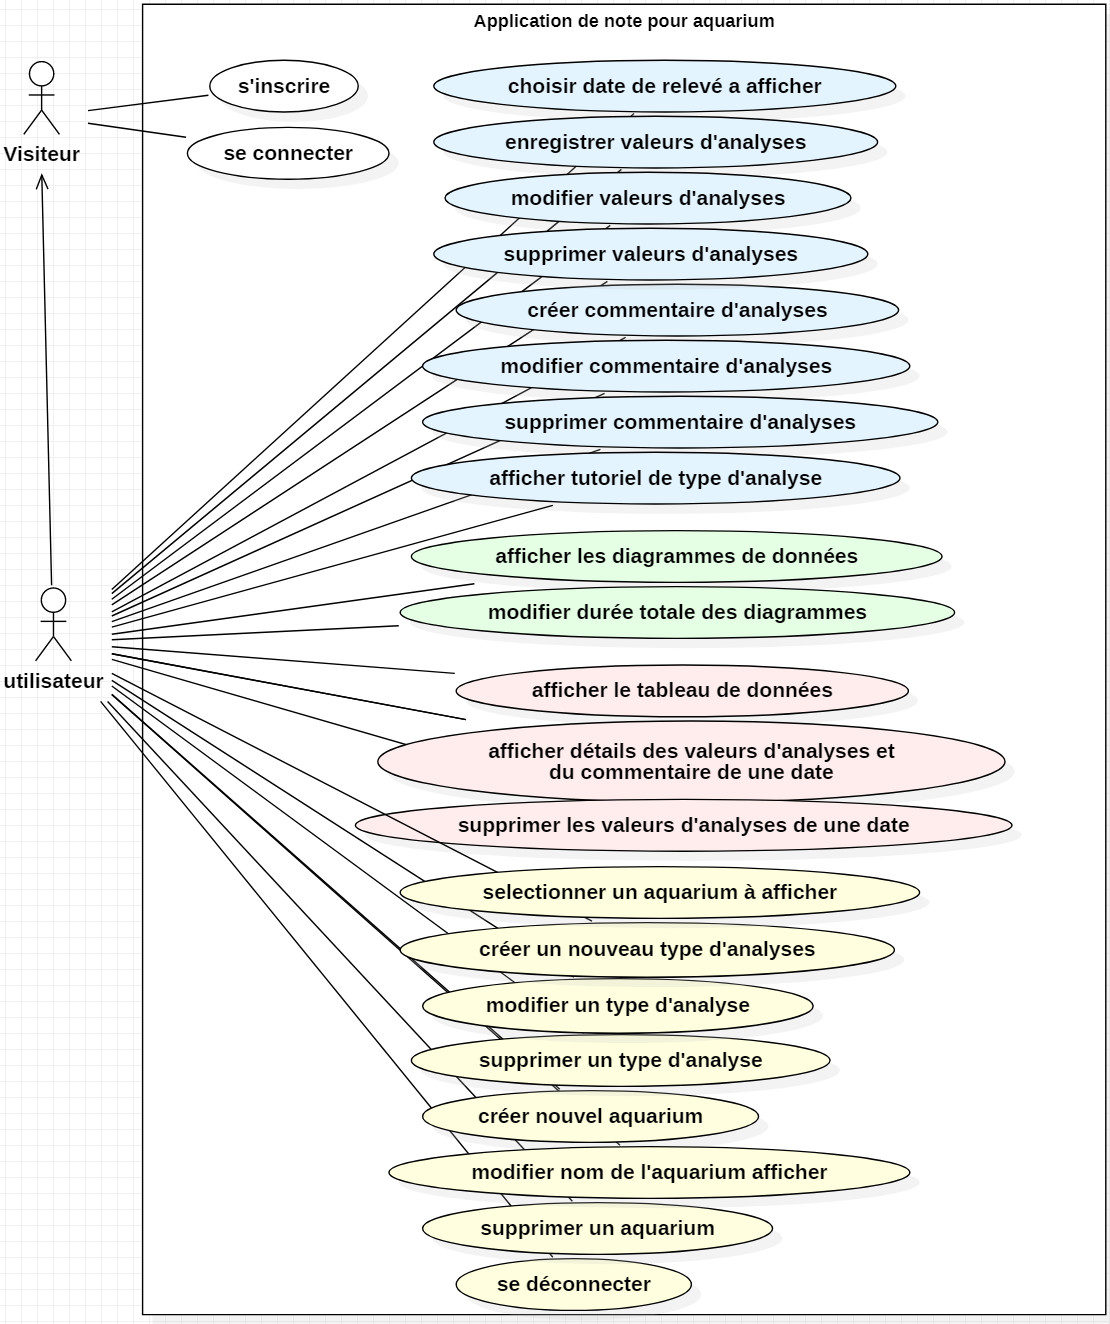 Application de note pour aquarium
Visiteur
s'inscrire
se connecter
choisir date de relevé a afficher
enregistrer valeurs d'analyses
modifier valeurs d'analyses
supprimer valeurs d'analyses
créer commentaire d'analyses
modifier commentaire d'analyses
supprimer commentaire d'analyses
afficher tutoriel de type d'analyse
afficher les diagrammes de données
modifier durée totale des diagrammes
utilisateur
afficher le tableau de données
afficher détails des valeurs d'analyses et
du commentaire de une date
supprimer les valeurs d'analyses de une date
selectionner un aquarium à afficher
créer un nouveau type d'analyses
modifier un type d'analyse
supprimer un type d'analyse
créer nouvel aquarium
modifier nom de l'aquarium afficher
supprimer un aquarium
se déconnecter